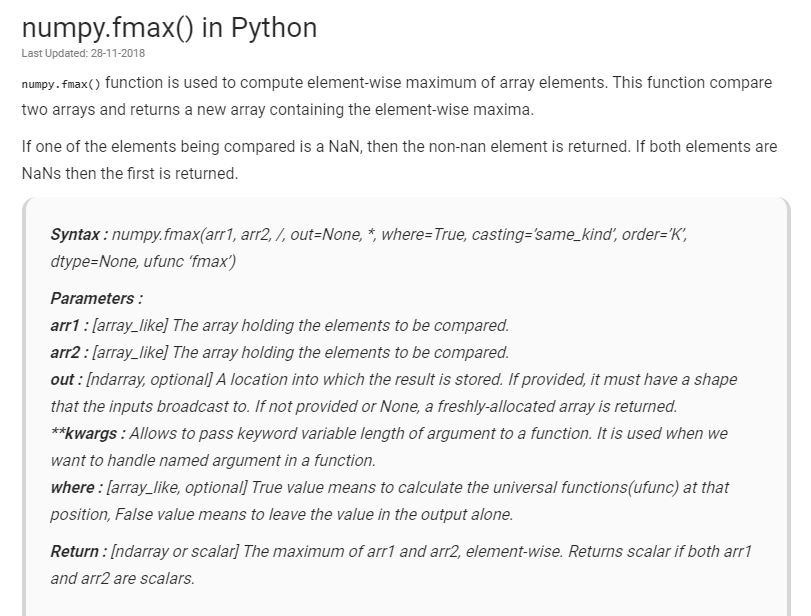 numpy.fmax() in Python
Last Updated: 28-11-2018
numpy.fmax() function is used to compute element-wise maximum of array elements. This function compare
two arrays and returns a new array containing the element-wise maxima.
If one of the elements being compared is a NaN, then the non-nan element is returned. If both elements are
NaNs then the first is returned.
Syntax : numpy.fmax(arr1, arr2, /, out=None, *, where=True, casting=’same_kind’, order=’K’,
dtype=None, ufunc ‘fmax’)
Parameters :
arr1 : [array_like] The array holding the elements to be compared.
arr2 : [array_like] The array holding the elements to be compared.
out : [ndarray, optional] A location into which the result is stored. If provided, it must have a shape
that the inputs broadcast to. If not provided or None, a freshly-allocated array is returned.
**kwargs : Allows to pass keyword variable length of argument to a function. It is used when we
want to handle named argument in a function.
where : [array_like, optional] True value means to calculate the universal functions(ufunc) at that
position, False value means to leave the value in the output alone.
Return : [ndarray or scalar] The maximum of arr1 and arr2, element-wise. Returns scalar if both arr1
and arr2 are scalars.